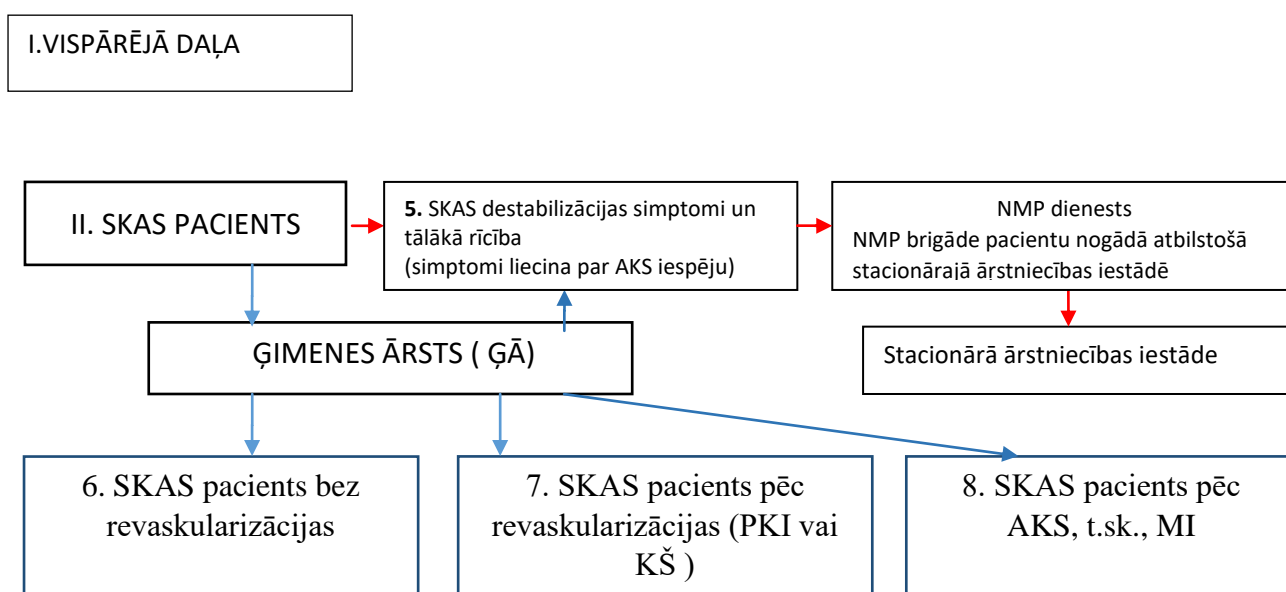 I.VISPĀRĒJĀ DAĻA
II. SKAS PACIENTS
5. SKAS destabilizācijas simptomi un
tālākā rīcība
(simptomi liecina par AKS iespēju)
NMP dienests
NMP brigāde pacientu nogādā atbilstošā
stacionārajā ārstniecības iestādē
ĢIMENES ĀRSTS ( ĢĀ)
Stacionārā ārstniecības iestāde
6. SKAS pacients bez
revaskularizācijas
7. SKAS pacients pēc
revaskularizācijas (PKI vai
KŠ )
8. SKAS pacients pēc
AKS, t.sk., MI